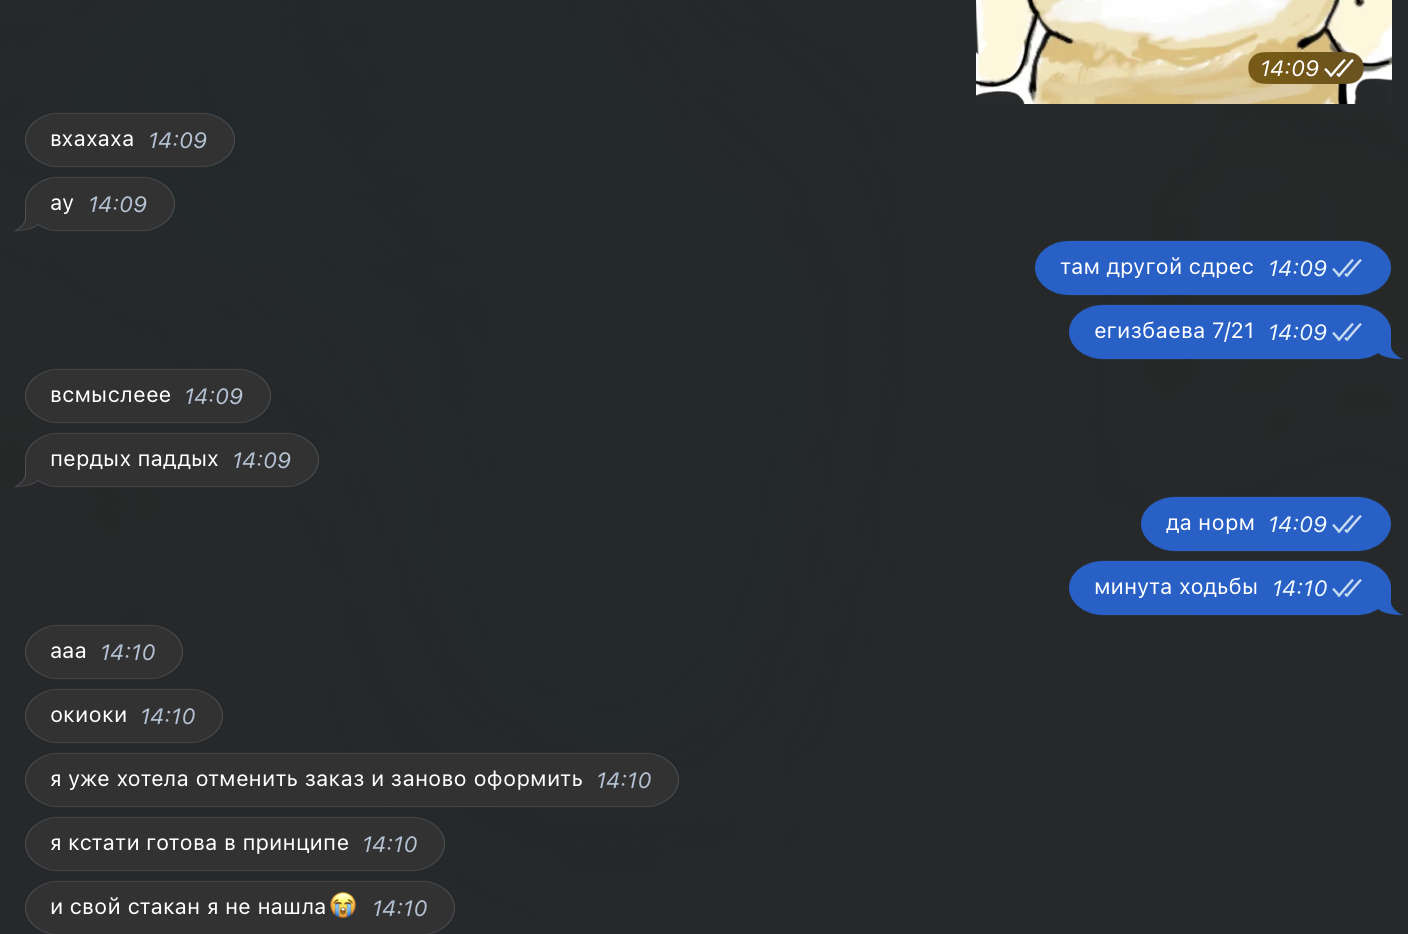 14:09
вхахаха 14:09
ау 14:09
там другой сдрес 14:09
егизбаева 7/21 14:09
всмыслеее 14:09
пердых паддых 14:09
да норм 14:09
минута ходьбы 14:10
ааа 14:10
окиоки 14:10
я уже хотела отменить заказ и заново оформить 14:10
я кстати готова в принципе 14:10
и свой стакан я не нашла😭 14:10